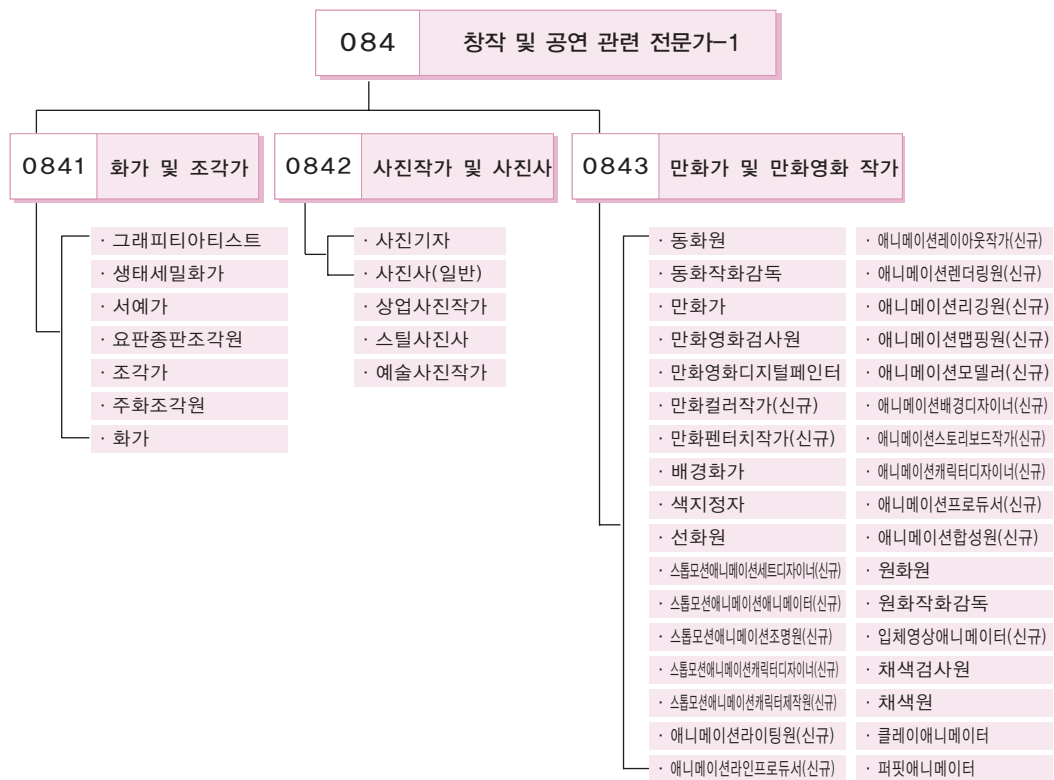 084 창작 및 공연 관련 전문가-1
0841 화가 및 조각가
· 그래피티아티스트
· 생태세밀화가
· 서예가
· 요판종판조각원
· 조각가
· 주화조각원
· 화가
0842 사진작가 및 사진사
· 사진기자
· 사진사(일반)
· 상업사진작가
· 스틸사진사
· 예술사진작가
0843 만화가 및 만화영화 작가
· 동화원
· 동화작화감독
· 만화가
· 만화영화검사원
· 만화영화디지털페인터
· 만화컬러작가(신규)
· 만화펜터치작가(신규)
· 배경화가
· 색지정자
· 선화원
· 스톱모션애니메이션세트디자이너(신규)
· 스톱모션애니메이션애니메이터(신규)
· 스톱모션애니메이션조명원(신규)
· 스톱모션애니메이션캐릭터디자이너(신규)
· 스톱모션애니메이션캐릭터제작원(신규)
· 애니메이션라이팅원(신규)
· 애니메이션라인프로듀서(신규)
· 애니메이션레이아웃작가(신규)
· 애니메이션렌더링원(신규)
· 애니메이션리깅원(신규)
· 애니메이션맵핑원(신규)
· 애니메이션모델러(신규)
· 애니메이션배경디자이너(신규)
· 애니메이션스토리보드작가(신규)
· 애니메이션캐릭터디자이너(신규)
· 애니메이션프로듀서(신규)
· 애니메이션합성원(신규)
· 원화원
· 원화작화감독
· 입체영상애니메이터(신규)
· 채색검사원
· 채색원
· 클레이애니메이터
· 퍼핏애니메이터